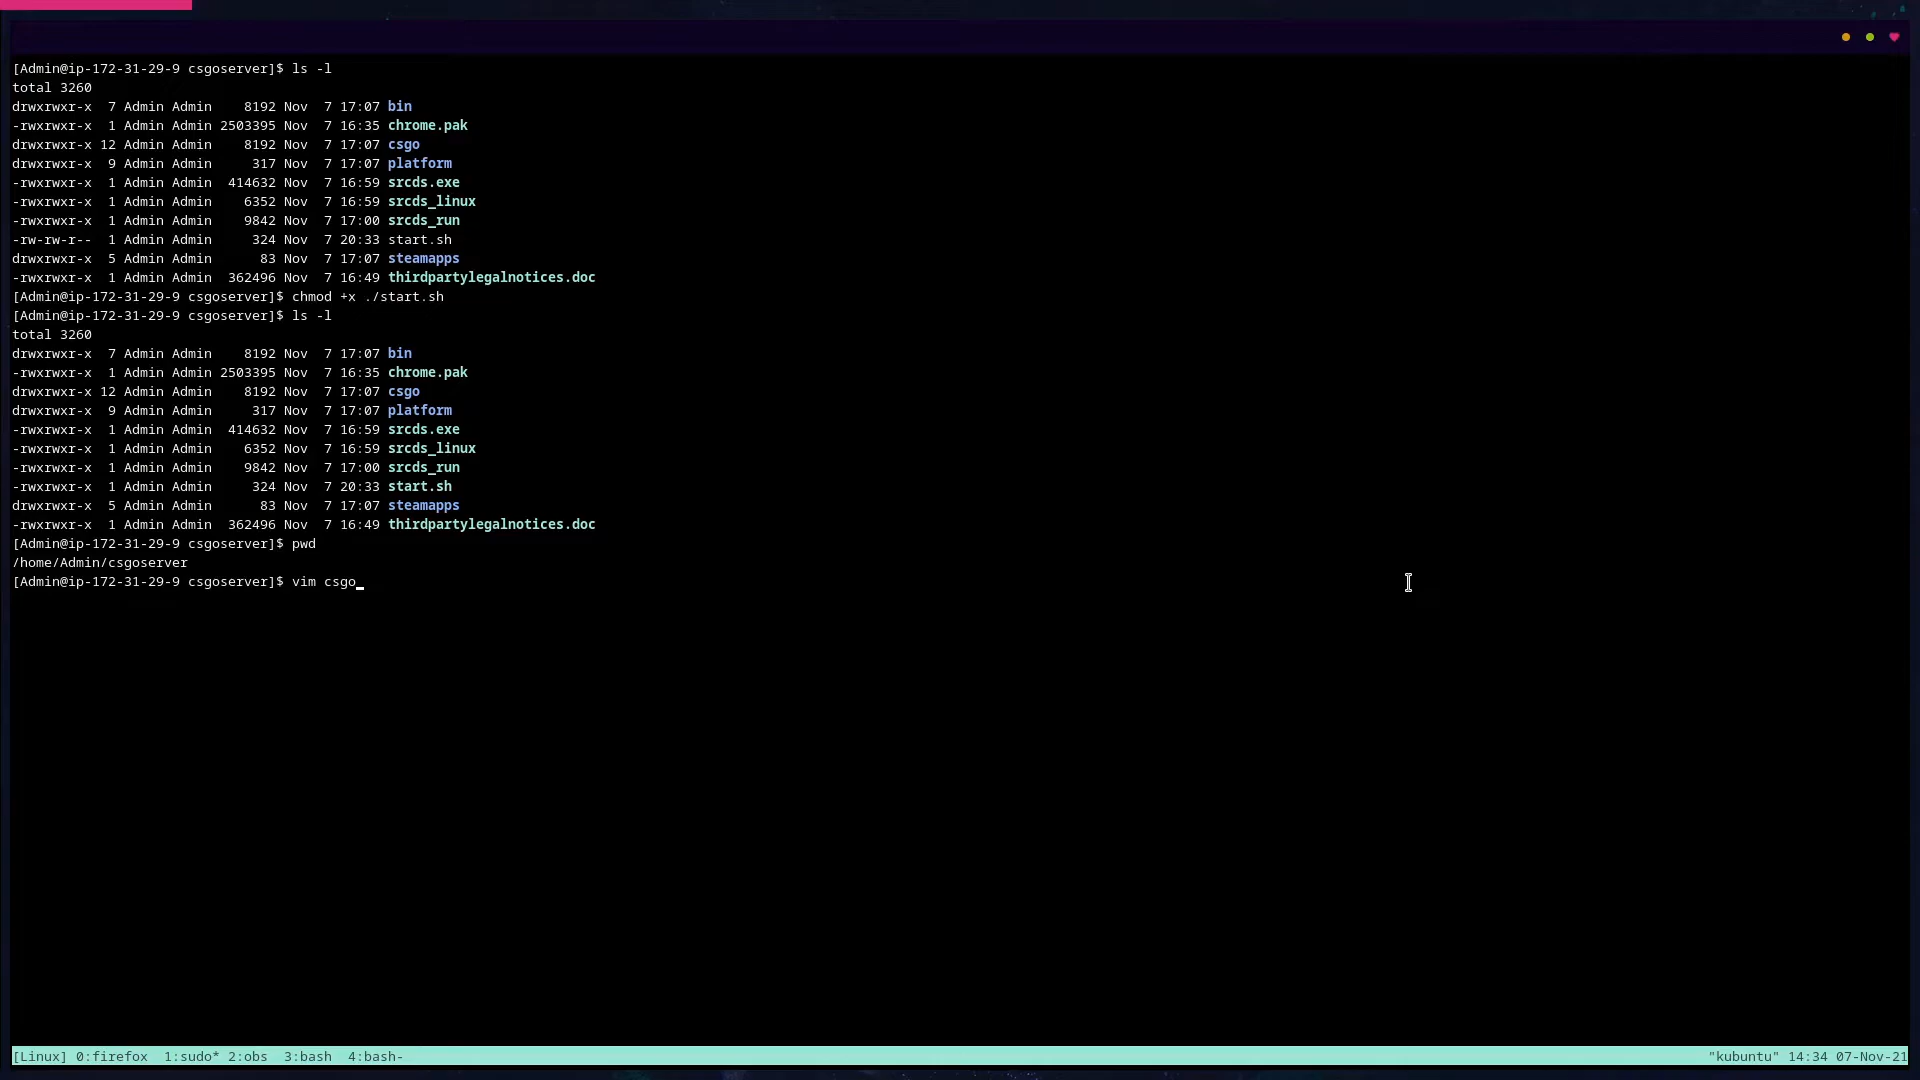 [Admin@ip-172-31-29-9 csgoserver]$ ls -l
total 3260
drwxrwxr-x  7 Admin Admin    8192 Nov  7 17:07 bin
-rwxrwxr-x  1 Admin Admin 2503395 Nov  7 16:35 chrome.pak
drwxrwxr-x 12 Admin Admin    8192 Nov  7 17:07 csgo
drwxrwxr-x  9 Admin Admin     317 Nov  7 17:07 platform
-rwxrwxr-x  1 Admin Admin  414632 Nov  7 16:59 srcds.exe
-rwxrwxr-x  1 Admin Admin    6352 Nov  7 16:59 srcds_linux
-rwxrwxr-x  1 Admin Admin    9842 Nov  7 17:00 srcds_run
-rw-rw-r--  1 Admin Admin     324 Nov  7 20:33 start.sh
drwxrwxr-x  5 Admin Admin      83 Nov  7 17:07 steamapps
-rwxrwxr-x  1 Admin Admin  362496 Nov  7 16:49 thirdpartylegalnotices.doc
[Admin@ip-172-31-29-9 csgoserver]$ chmod +x ./start.sh
[Admin@ip-172-31-29-9 csgoserver]$ ls -l
total 3260
drwxrwxr-x  7 Admin Admin    8192 Nov  7 17:07 bin
-rwxrwxr-x  1 Admin Admin 2503395 Nov  7 16:35 chrome.pak
drwxrwxr-x 12 Admin Admin    8192 Nov  7 17:07 csgo
drwxrwxr-x  9 Admin Admin     317 Nov  7 17:07 platform
-rwxrwxr-x  1 Admin Admin  414632 Nov  7 16:59 srcds.exe
-rwxrwxr-x  1 Admin Admin    6352 Nov  7 16:59 srcds_linux
-rwxrwxr-x  1 Admin Admin    9842 Nov  7 17:00 srcds_run
-rwxrwxr-x  1 Admin Admin     324 Nov  7 20:33 start.sh
drwxrwxr-x  5 Admin Admin      83 Nov  7 17:07 steamapps
-rwxrwxr-x  1 Admin Admin  362496 Nov  7 16:49 thirdpartylegalnotices.doc
[Admin@ip-172-31-29-9 csgoserver]$ pwd
/home/Admin/csgoserver
[Admin@ip-172-31-29-9 csgoserver]$ vim csgo
[Linux] 0:firefox  1:sudo* 2:obs  3:bash  4:bash- "kubuntu" 14:34 07-Nov-21